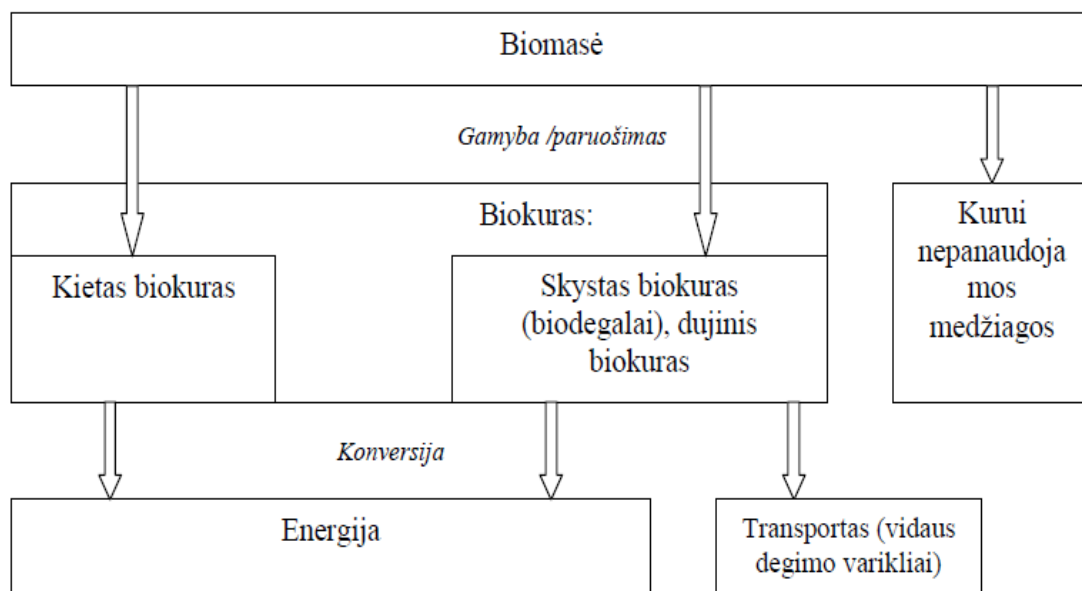 Biomasė
Gamyba /paruošimas
Biokuras:
Kietas biokuras
Skystas biokuras
(biodegalai), dujinis
biokuras
Kurui
nepanaudoja
mos
medžiagos
Konversija
Energija
Transportas (vidaus
degimo varikliai)